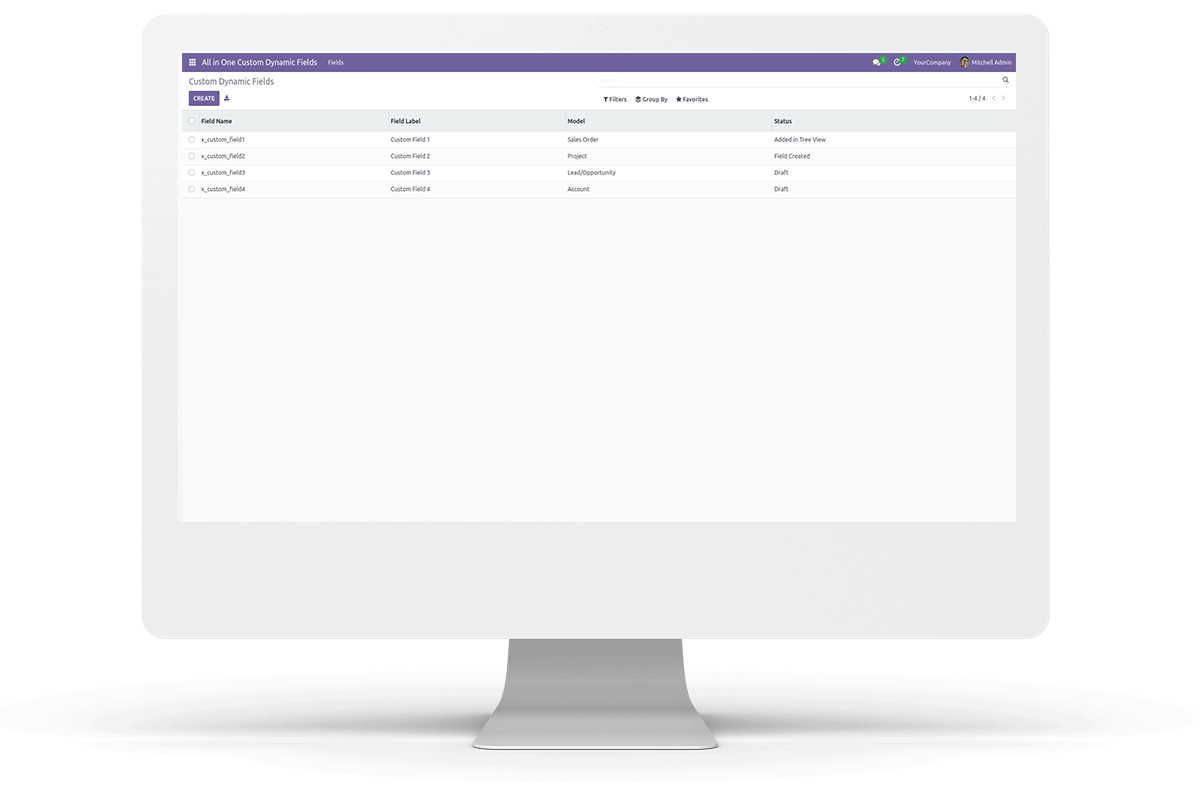 All in One Custom Dynamic Fields Fields 5 7 YourCompany Mitchell Admin
Custom Dynamic Fields
CREATE Filters Group By Favorites 1-4 / 4
Field Name Field Label Model Status
x_custom_field1 Custom Field 1 Sales Order Added in Tree View
x_custom_field2 Custom Field 2 Project Field Created
x_custom_field3 Custom Field 3 Lead/Opportunity Draft
x_custom_field4 Custom Field 4 Account Draft